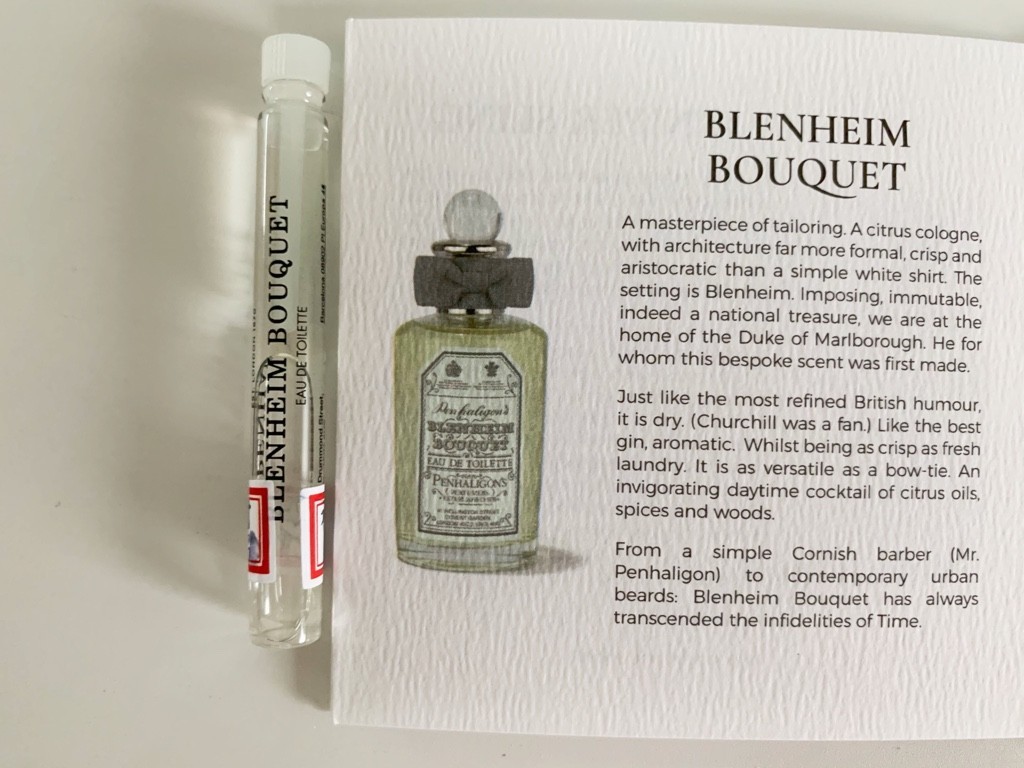 BLENHEIM BOUQUET
EAU DE TOILETTE
Drummond Street,
BLENHEIM
BOUQUET
A masterpiece of tailoring. A citrus cologne,
with architecture far more formal, crisp and
aristocratic than a simple white shirt. The
setting is Blenheim. Imposing, immutable,
indeed a national treasure, we are at the
home of the Duke of Marlborough. He for
whom this bespoke scent was first made.
Just like the most refined British humour,
it is dry. (Churchill was a fan.) Like the best
gin, aromatic. Whilst being as crisp as fresh
laundry. It is as versatile as a bow-tie. An
invigorating daytime cocktail of citrus oils,
spices and woods.
From a simple Cornish barber (Mr.
Penhaligon) to contemporary urban
beards: Blenheim Bouquet has always
transcended the infidelities of Time.
Penhaligon's
BLENHEIM
BOUQUET
EAU DE TOILETTE
PENHALIGON'S